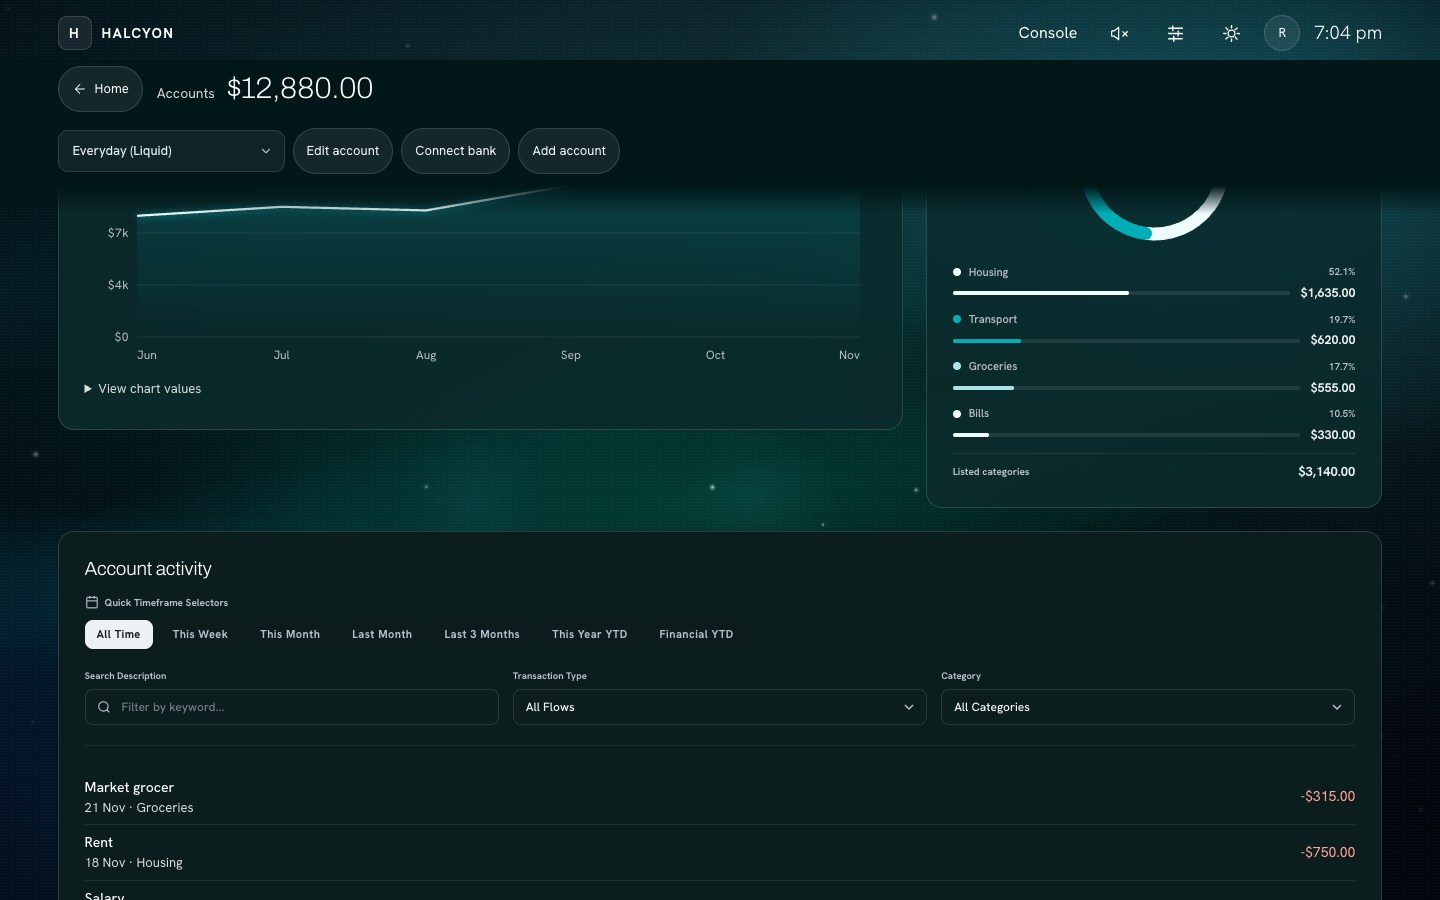 H HALCYON
Console
R
7:04 pm
Home
Accounts $12,880.00
Everyday (Liquid)
Edit account
Connect bank
Add account
$7k
$4k
$0
Jun Jul Aug Sep Oct Nov
View chart values
Housing 52.1%
$1,635.00
Transport 19.7%
$620.00
Groceries 17.7%
$555.00
Bills 10.5%
$330.00
Listed categories $3,140.00
Account activity
Quick Timeframe Selectors
All Time This Week This Month Last Month Last 3 Months This Year YTD Financial YTD
Search Description Transaction Type Category
Filter by keyword... All Flows All Categories
Market grocer
21 Nov · Groceries
-$315.00
Rent
18 Nov · Housing
-$750.00
Salary